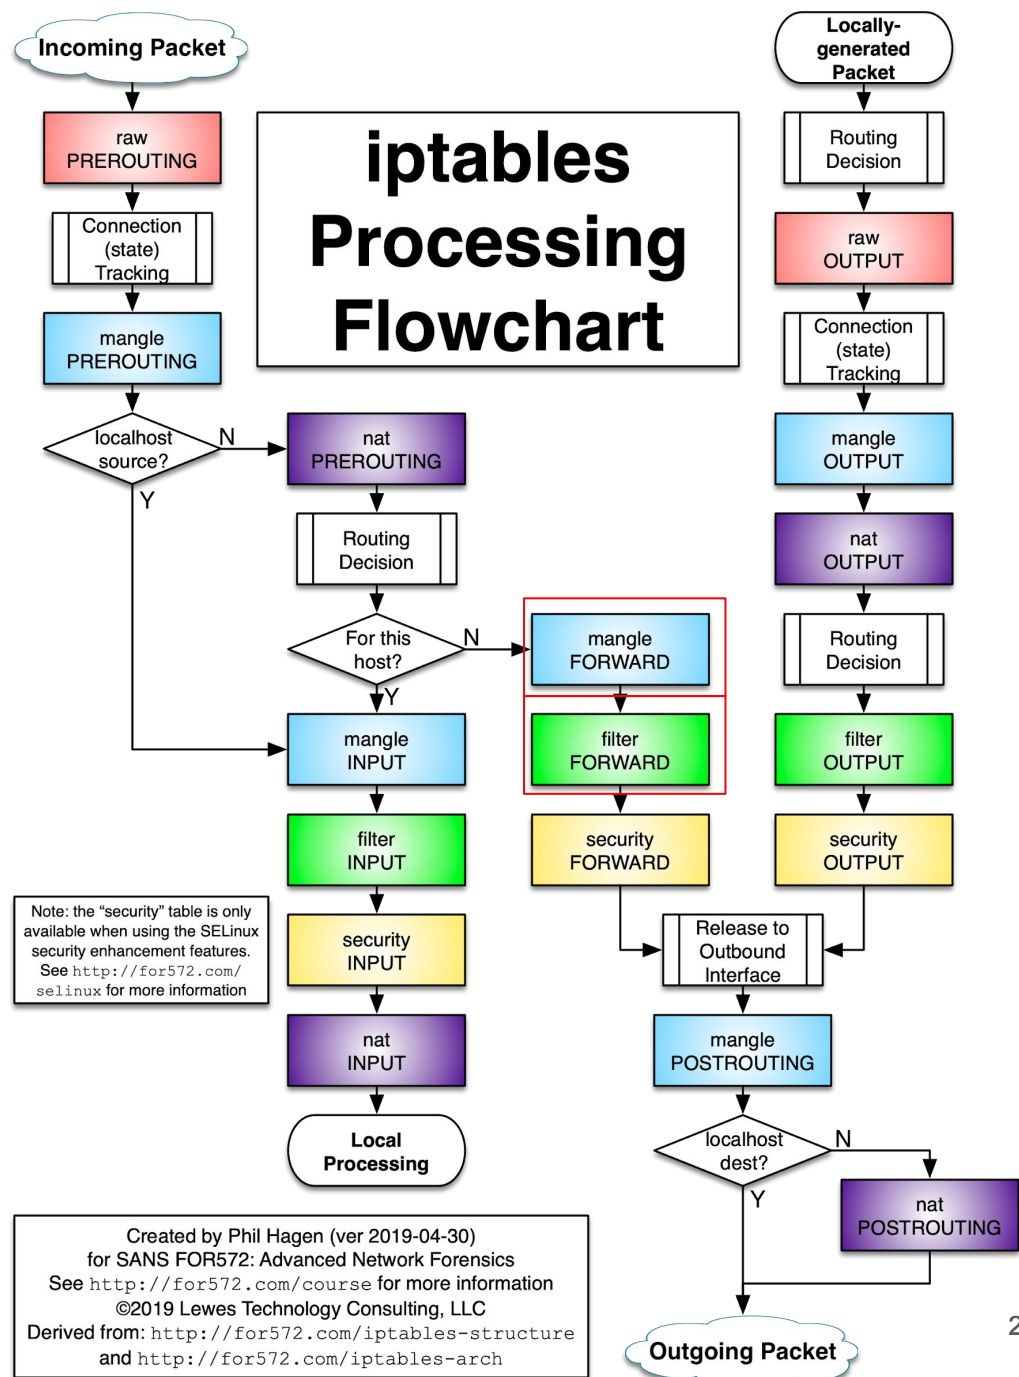 Incoming Packet
Locally-
generated
Packet
raw
PREROUTING
Connection
(state)
Tracking
mangle
PREROUTING
iptables
Processing
Flowchart
Routing
Decision
raw
OUTPUT
Connection
(state)
Tracking
localhost
source?
N
Y
nat
PREROUTING
mangle
OUTPUT
Routing
Decision
nat
OUTPUT
For this
host?
N
Y
mangle
FORWARD
Routing
Decision
mangle
INPUT
filter
FORWARD
filter
OUTPUT
filter
INPUT
security
FORWARD
security
OUTPUT
Note: the “security” table is only
available when using the SELinux
security enhancement features.
See http://for572.com/
selinux for more information
security
INPUT
Release to
Outbound
Interface
nat
INPUT
mangle
POSTROUTING
Local
Processing
localhost
dest?
N
Y
nat
POSTROUTING
Created by Phil Hagen (ver 2019-04-30)
for SANS FOR572: Advanced Network Forensics
See http://for572.com/course for more information
©2019 Lewes Technology Consulting, LLC
Derived from: http://for572.com/iptables-structure
and http://for572.com/iptables-arch
Outgoing Packet
2